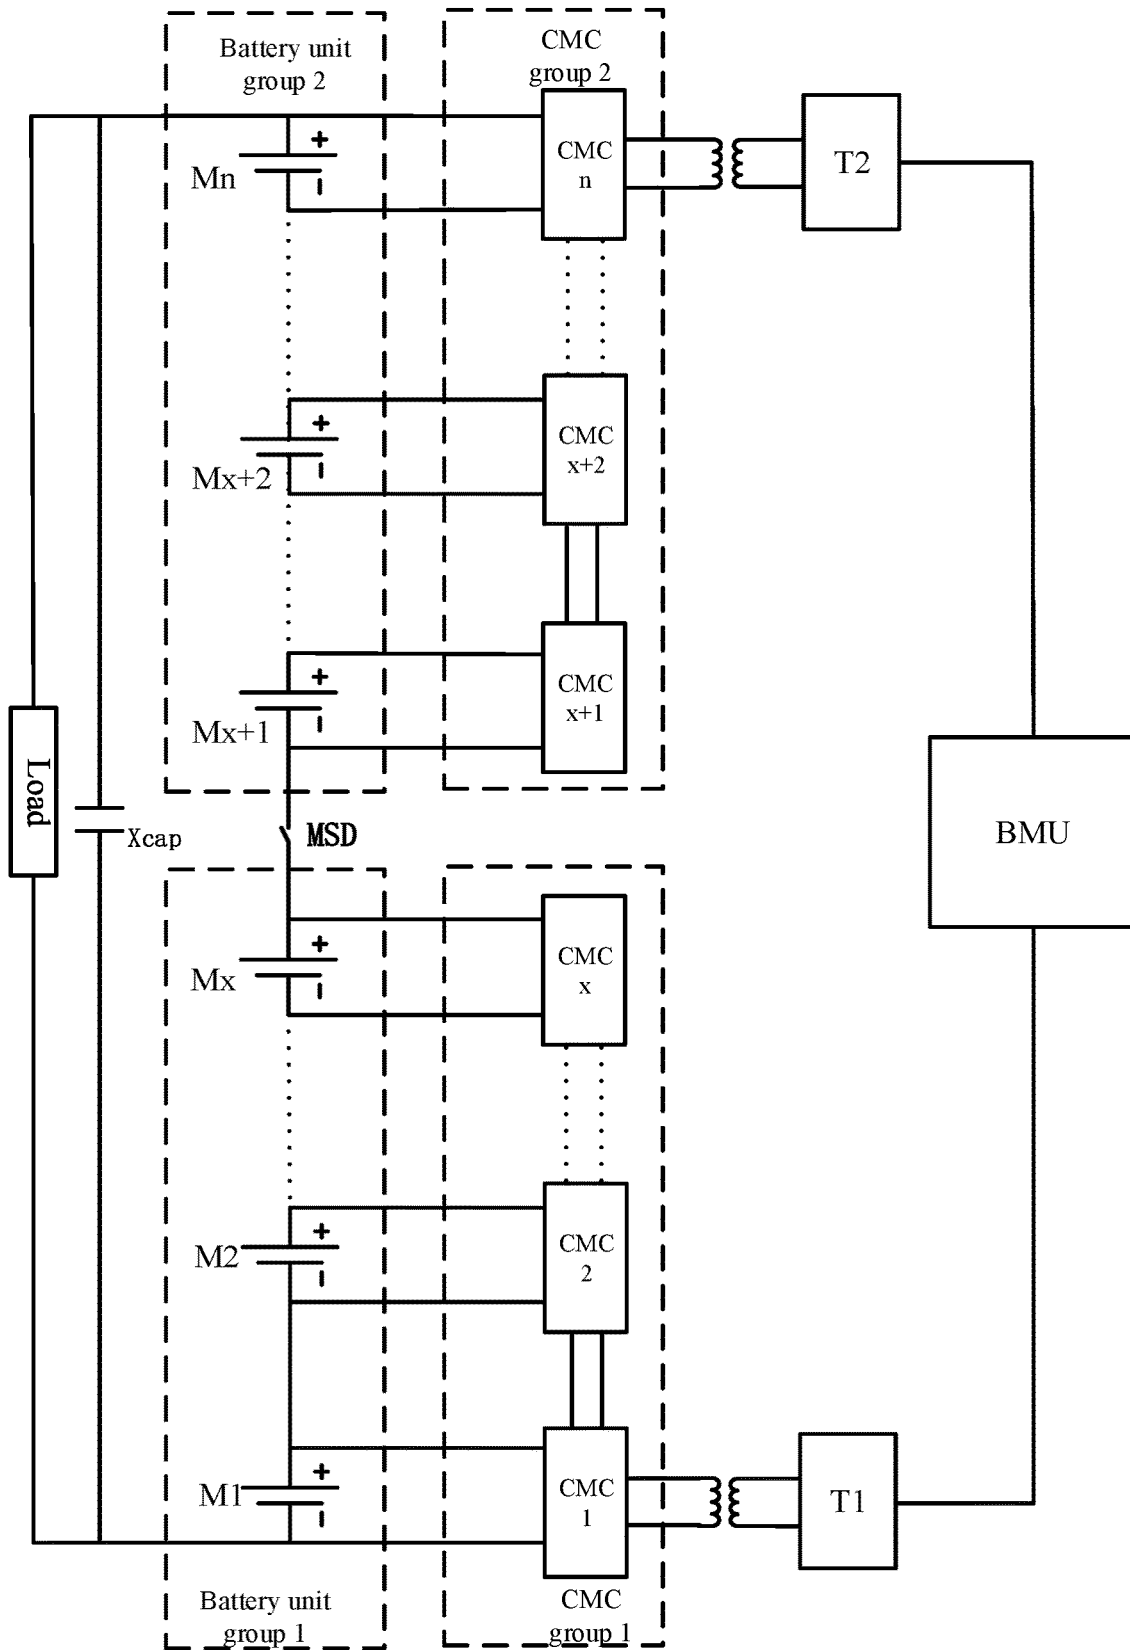 Battery unit
group 2
CMC
group 2
+
Mn
CMC
n
T2
+
Mx+2
CMC
x+2
+
Mx+1
CMC
x+1
Load
Xcap
MSD
BMU
+
Mx
CMC
x
+
M2
CMC
2
+
M1
CMC
1
T1
Battery unit
group 1
CMC
group 1